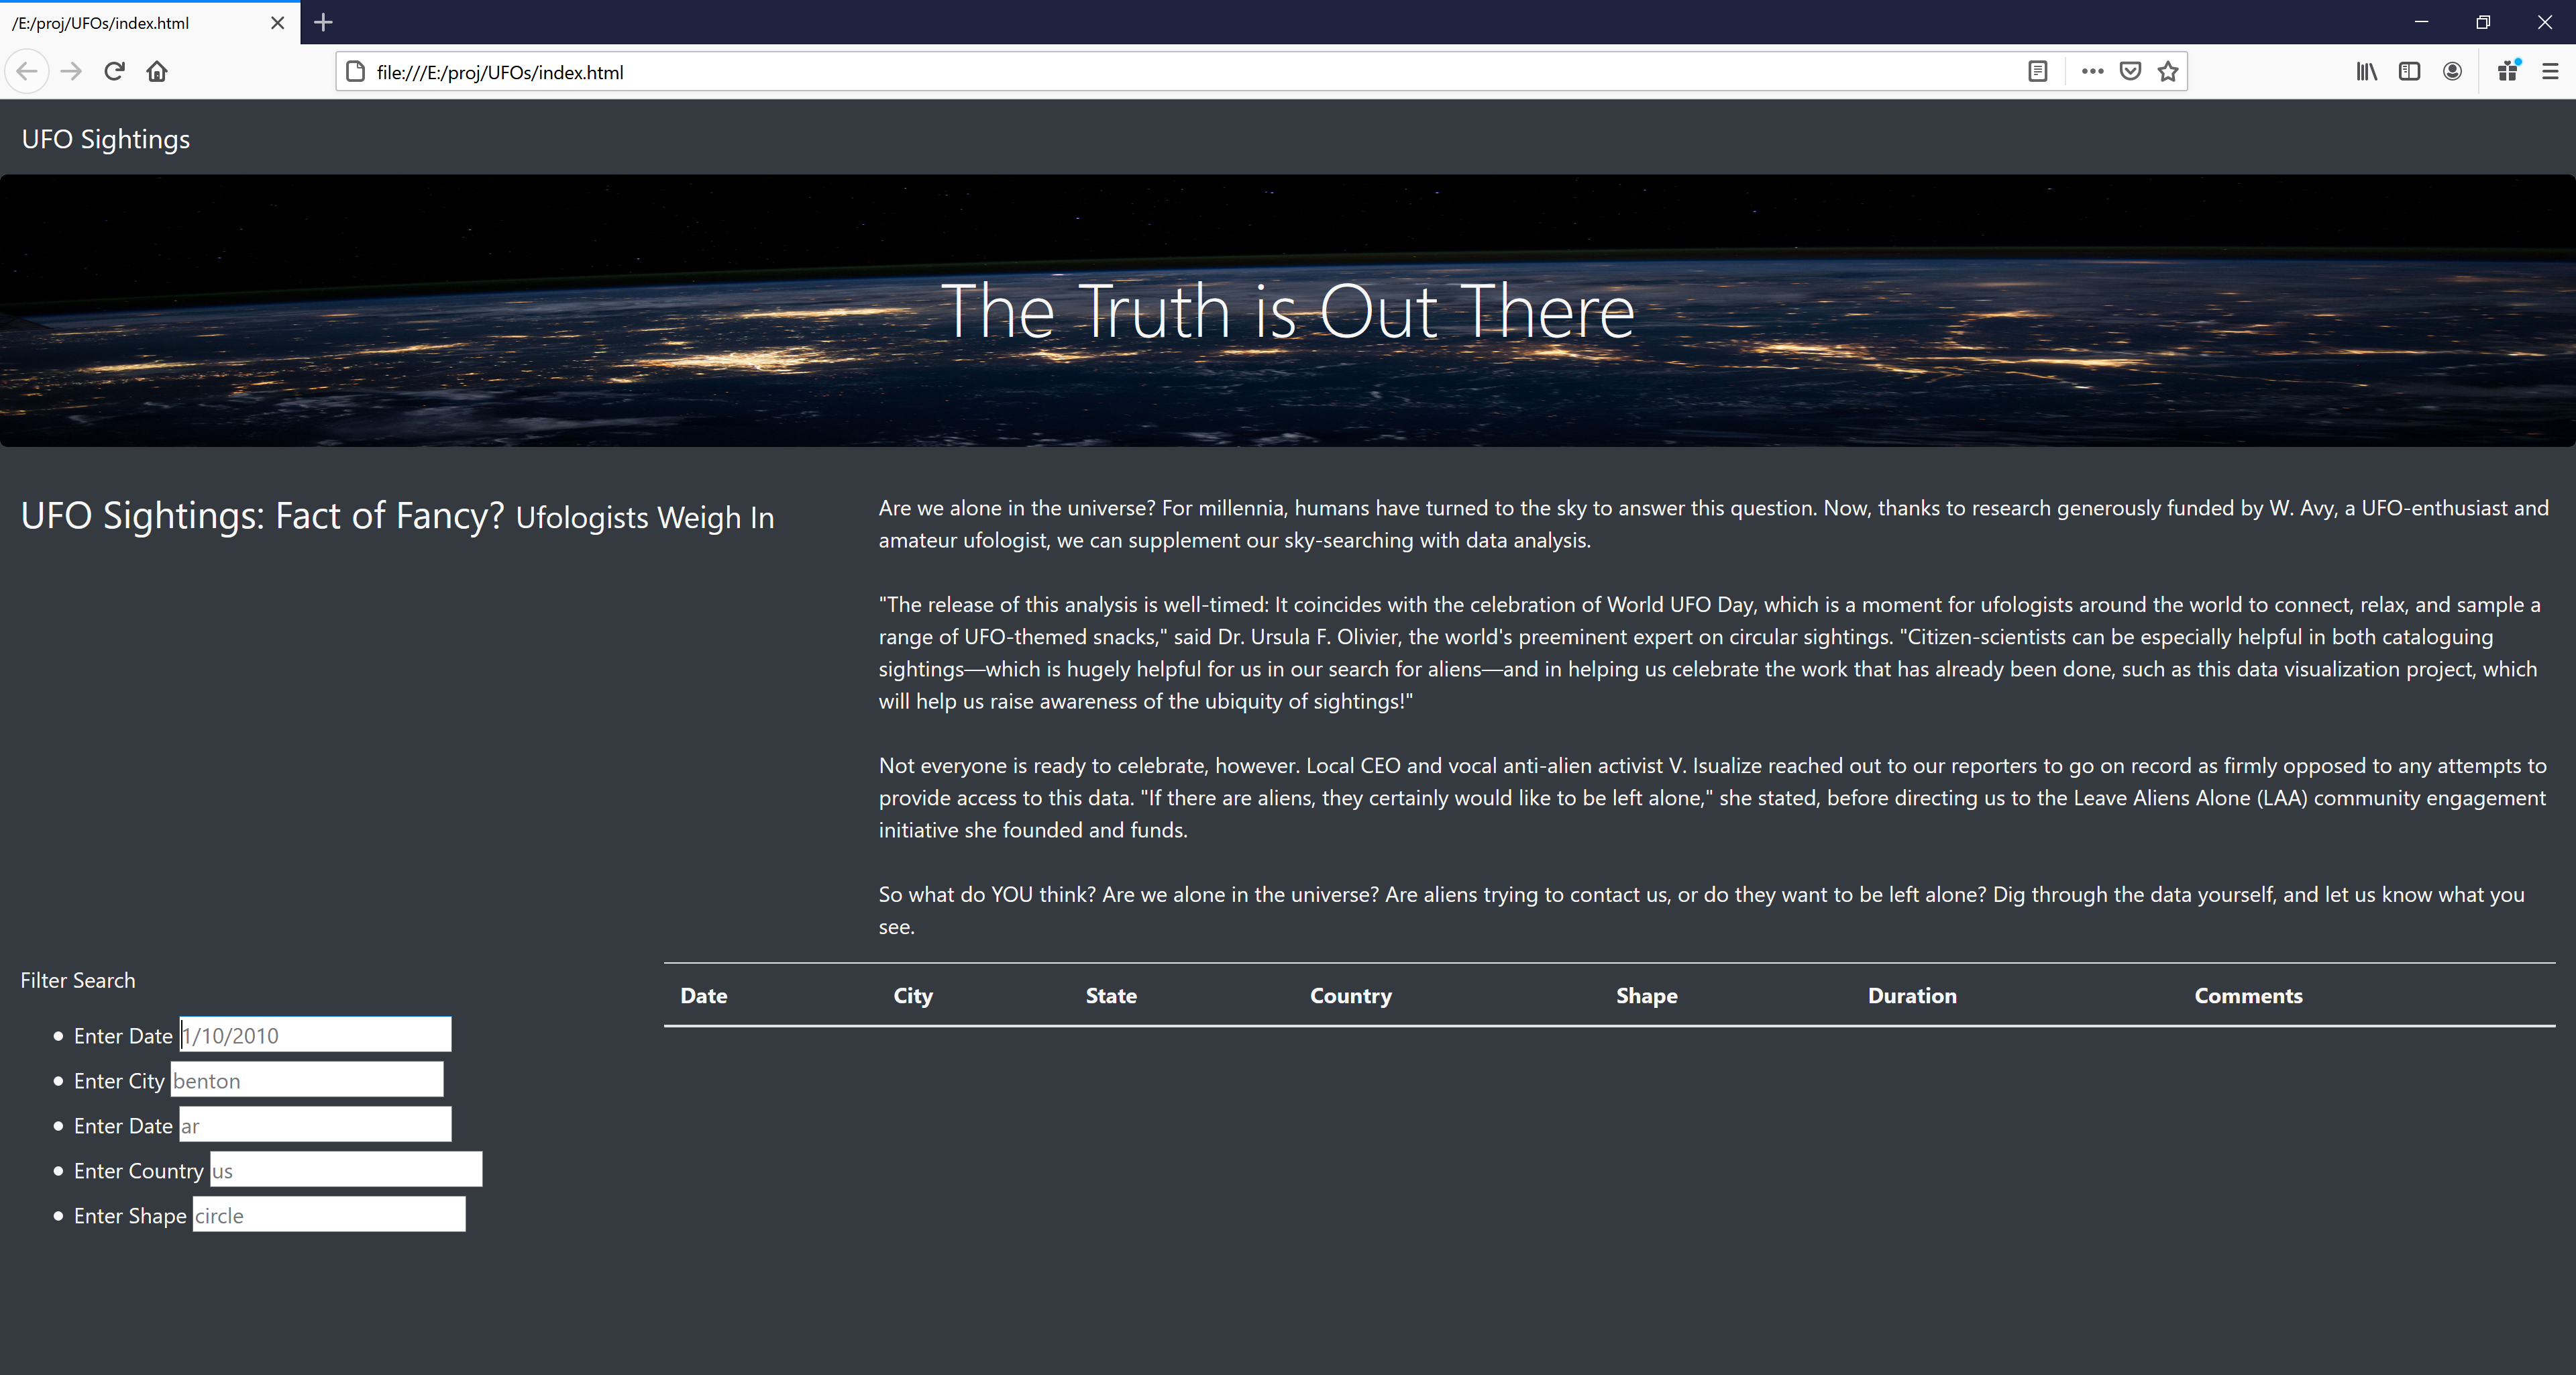 /E:/proj/UFOs/index.html
file:///E:/proj/UFOs/index.html
UFO Sightings
The Truth is Out There
UFO Sightings: Fact of Fancy? Ufologists Weigh In
Are we alone in the universe? For millennia, humans have turned to the sky to answer this question. Now, thanks to research generously funded by W. Avy, a UFO-enthusiast and
amateur ufologist, we can supplement our sky-searching with data analysis.
"The release of this analysis is well-timed: It coincides with the celebration of World UFO Day, which is a moment for ufologists around the world to connect, relax, and sample a
range of UFO-themed snacks," said Dr. Ursula F. Olivier, the world's preeminent expert on circular sightings. "Citizen-scientists can be especially helpful in both cataloguing
sightings—which is hugely helpful for us in our search for aliens—and in helping us celebrate the work that has already been done, such as this data visualization project, which
will help us raise awareness of the ubiquity of sightings!"
Not everyone is ready to celebrate, however. Local CEO and vocal anti-alien activist V. Isualize reached out to our reporters to go on record as firmly opposed to any attempts to
provide access to this data. "If there are aliens, they certainly would like to be left alone," she stated, before directing us to the Leave Aliens Alone (LAA) community engagement
initiative she founded and funds.
So what do YOU think? Are we alone in the universe? Are aliens trying to contact us, or do they want to be left alone? Dig through the data yourself, and let us know what you
see.
Filter Search
Enter Date 1/10/2010
Enter City benton
Enter Date ar
Enter Country us
Enter Shape circle
Date City State Country Shape Duration Comments